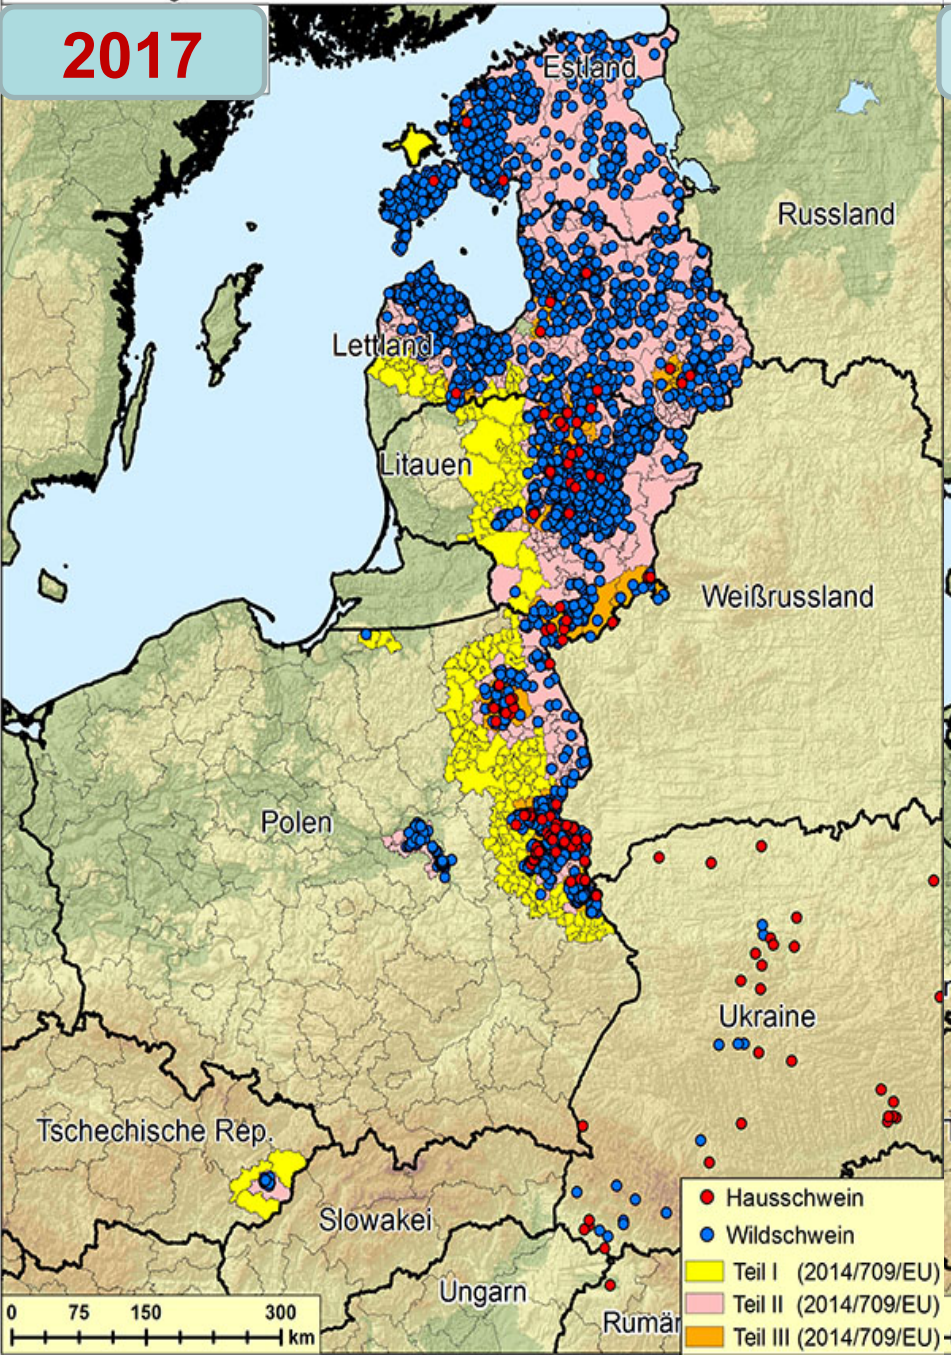 2017
Estland
Russland
Lettland
Litauen
Weißrussland
Polen
Ukraine
Tschechische Rep.
Slowakei
Ungarn
Rumär
Hausschwein
Wildschwein
Teil I (2014/709/EU)
Teil II (2014/709/EU)
Teil III (2014/709/EU)
0 75 150 300
km